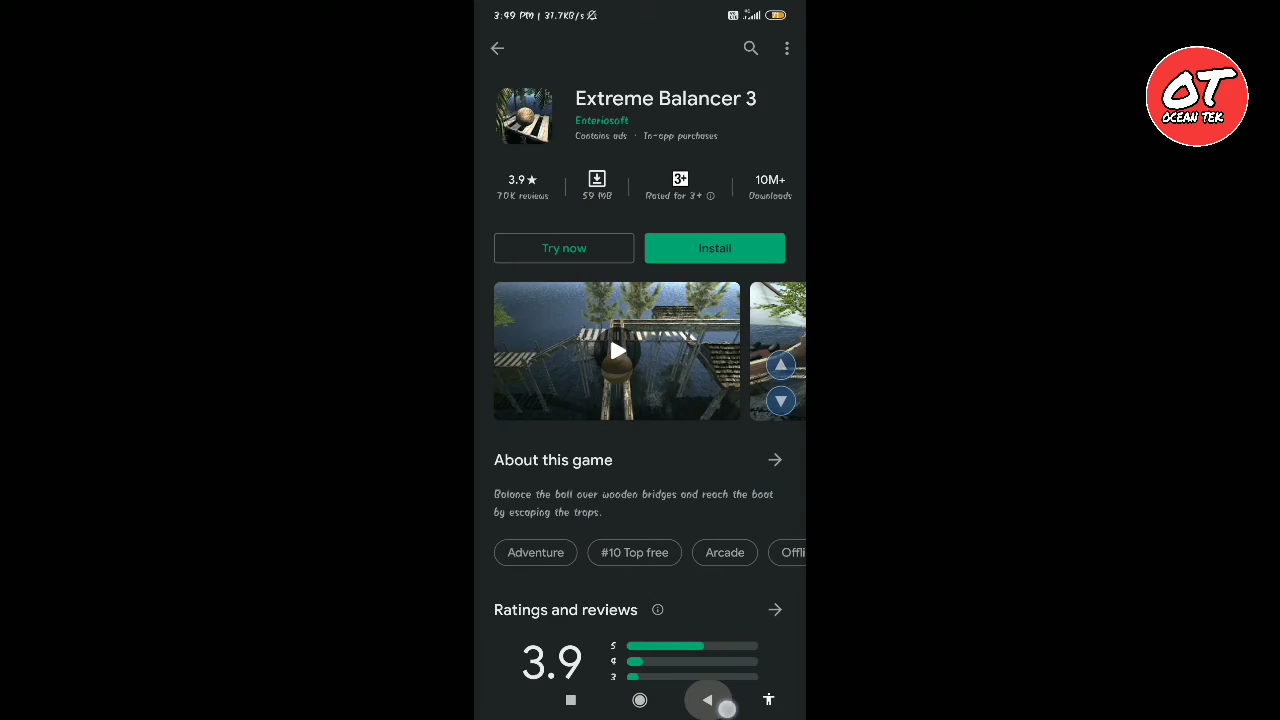 3:49 PM | 37.7KB/s
4G
71
OT
OCEAN TEK
Extreme Balancer 3
Enteriosoft
Contains ads · In-app purchases
3.9★
70K reviews
59 MB
3+
Rated for 3+
10M+
Downloads
Try now
Install
About this game
Balance the ball over wooden bridges and reach the boat
by escaping the traps.
Adventure
#10 Top free
Arcade
Offli
Ratings and reviews
3.9
5
4
3